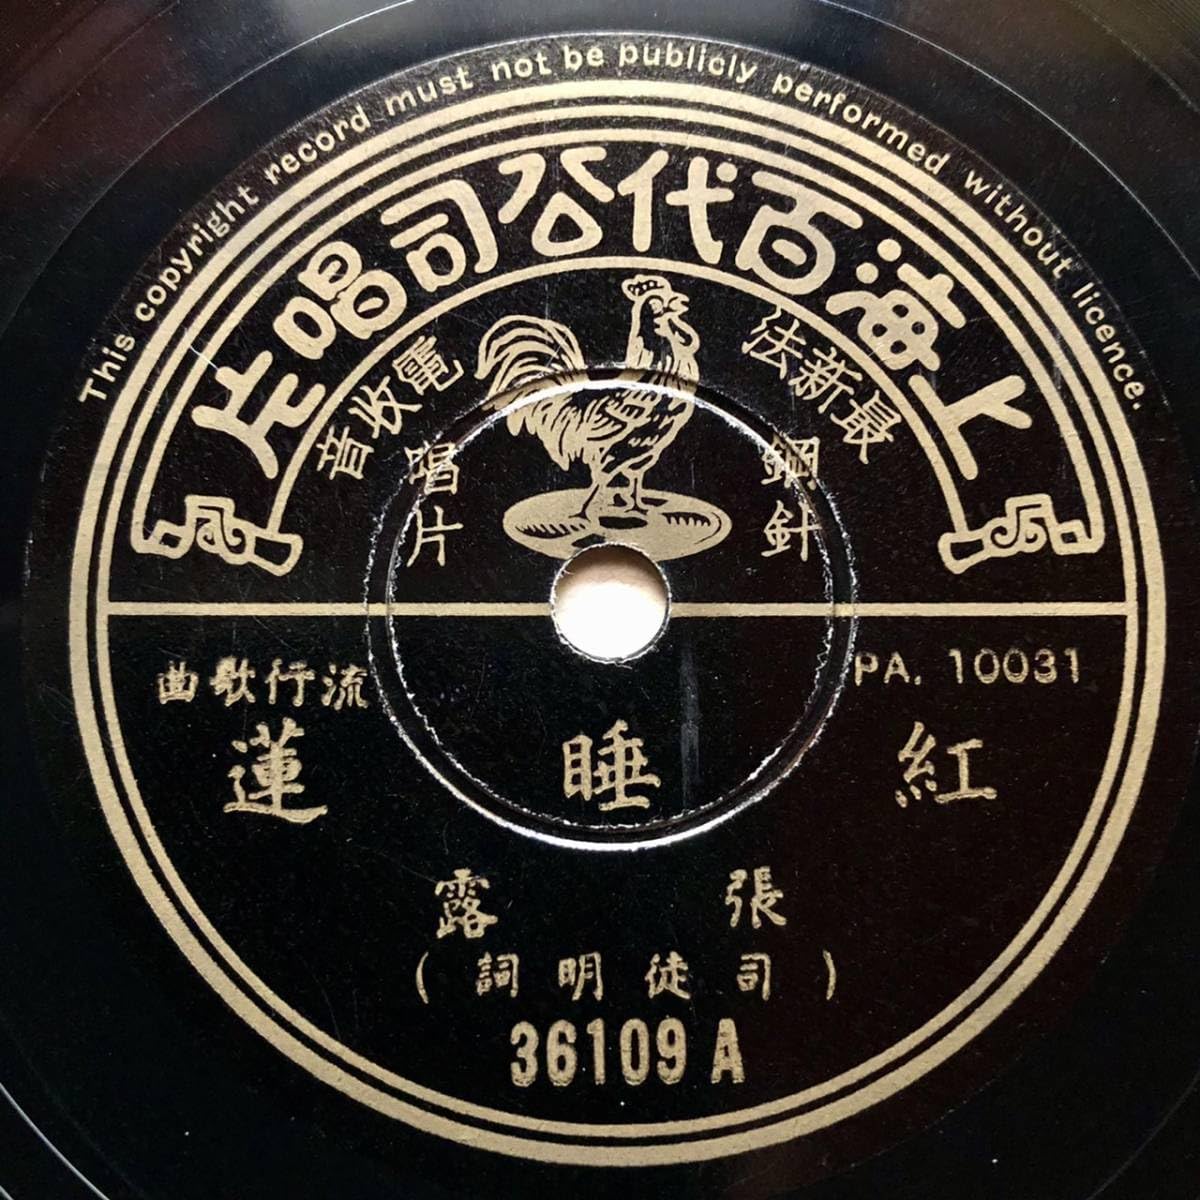 This copyright record must not be publicly performed without licence.
上海百代公司唱片
最新法
電收音
鋼針
唱片
PA. 10031
流行歌曲
紅睡蓮
張露
(司徒明詞)
36109 A